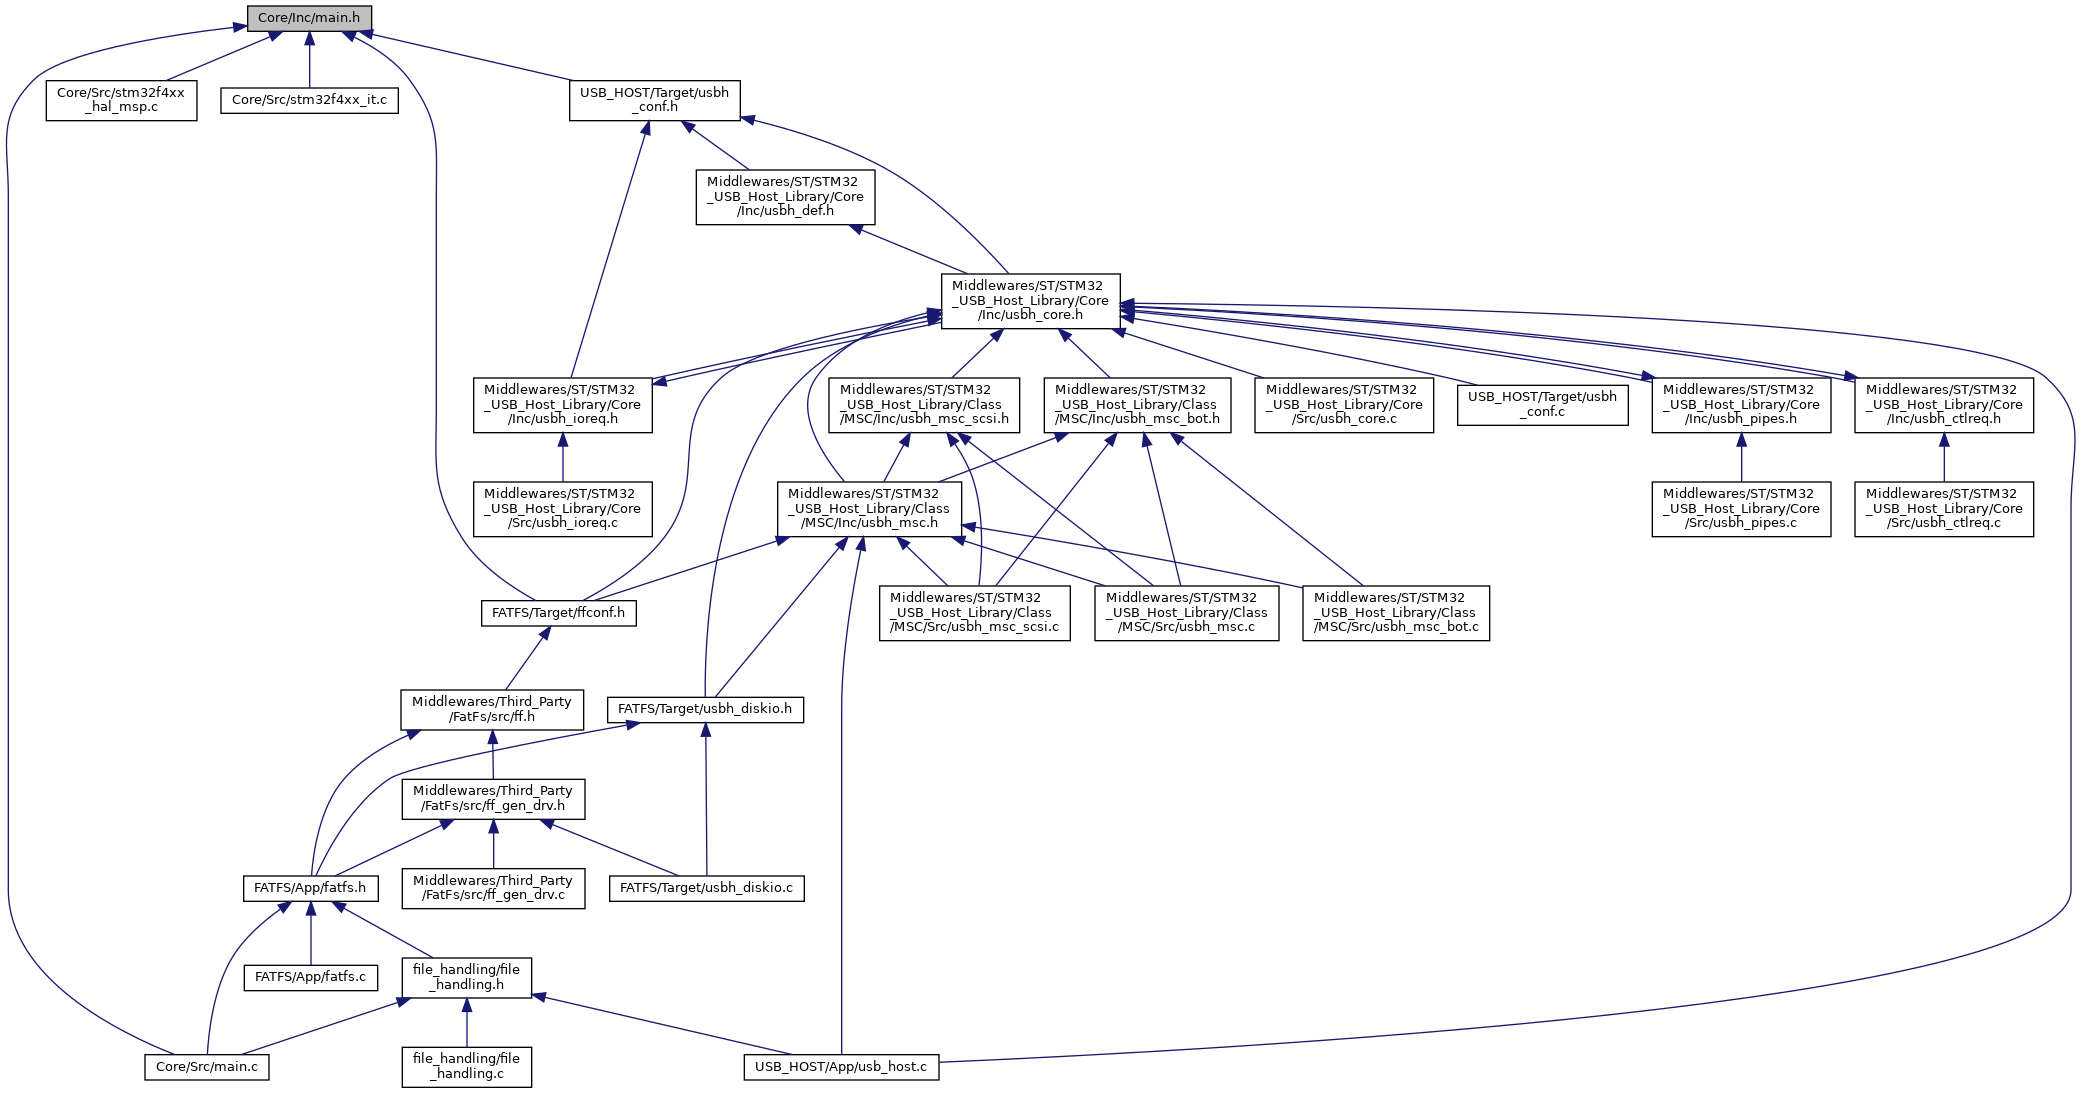 Core/Inc/main.h
Core/Src/stm32f4xx
_hal_msp.c
Core/Src/stm32f4xx_it.c
USB_HOST/Target/usbh
_conf.h
Middlewares/ST/STM32
_USB_Host_Library/Core
/Inc/usbh_def.h
Middlewares/ST/STM32
_USB_Host_Library/Core
/Inc/usbh_core.h
Middlewares/ST/STM32
_USB_Host_Library/Core
/Inc/usbh_ioreq.h
Middlewares/ST/STM32
_USB_Host_Library/Class
/MSC/Inc/usbh_msc_scsi.h
Middlewares/ST/STM32
_USB_Host_Library/Class
/MSC/Inc/usbh_msc_bot.h
Middlewares/ST/STM32
_USB_Host_Library/Core
/Src/usbh_core.c
USB_HOST/Target/usbh
_conf.c
Middlewares/ST/STM32
_USB_Host_Library/Core
/Inc/usbh_pipes.h
Middlewares/ST/STM32
_USB_Host_Library/Core
/Inc/usbh_ctlreq.h
Middlewares/ST/STM32
_USB_Host_Library/Core
/Src/usbh_ioreq.c
Middlewares/ST/STM32
_USB_Host_Library/Class
/MSC/Inc/usbh_msc.h
Middlewares/ST/STM32
_USB_Host_Library/Core
/Src/usbh_pipes.c
Middlewares/ST/STM32
_USB_Host_Library/Core
/Src/usbh_ctlreq.c
FATFS/Target/ffconf.h
Middlewares/ST/STM32
_USB_Host_Library/Class
/MSC/Src/usbh_msc_scsi.c
Middlewares/ST/STM32
_USB_Host_Library/Class
/MSC/Src/usbh_msc.c
Middlewares/ST/STM32
_USB_Host_Library/Class
/MSC/Src/usbh_msc_bot.c
Middlewares/Third_Party
/FatFs/src/ff.h
FATFS/Target/usbh_diskio.h
Middlewares/Third_Party
/FatFs/src/ff_gen_drv.h
FATFS/App/fatfs.h
Middlewares/Third_Party
/FatFs/src/ff_gen_drv.c
FATFS/Target/usbh_diskio.c
FATFS/App/fatfs.c
file_handling/file
_handling.h
Core/Src/main.c
file_handling/file
_handling.c
USB_HOST/App/usb_host.c